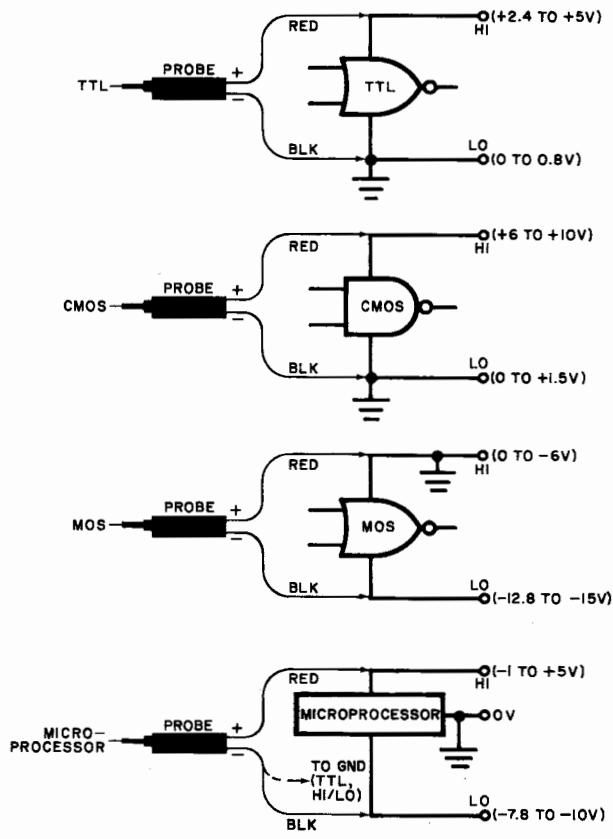 RED
(+2.4 TO +5V)
HI
PROBE
+
TTL
TTL
−
BLK
LO
(0 TO 0.8V)
RED
(+6 TO +10V)
HI
PROBE
+
CMOS
CMOS
−
BLK
LO
(0 TO +1.5V)
RED
(0 TO -6V)
HI
PROBE
+
MOS
MOS
−
BLK
LO
(-12.8 TO -15V)
RED
(-1 TO +5V)
HI
PROBE
+
MICROPROCESSOR
0V
MICRO-
PROCESSOR
−
TO GND
(TTL,
HI/LO)
BLK
LO
(-7.8 TO -10V)